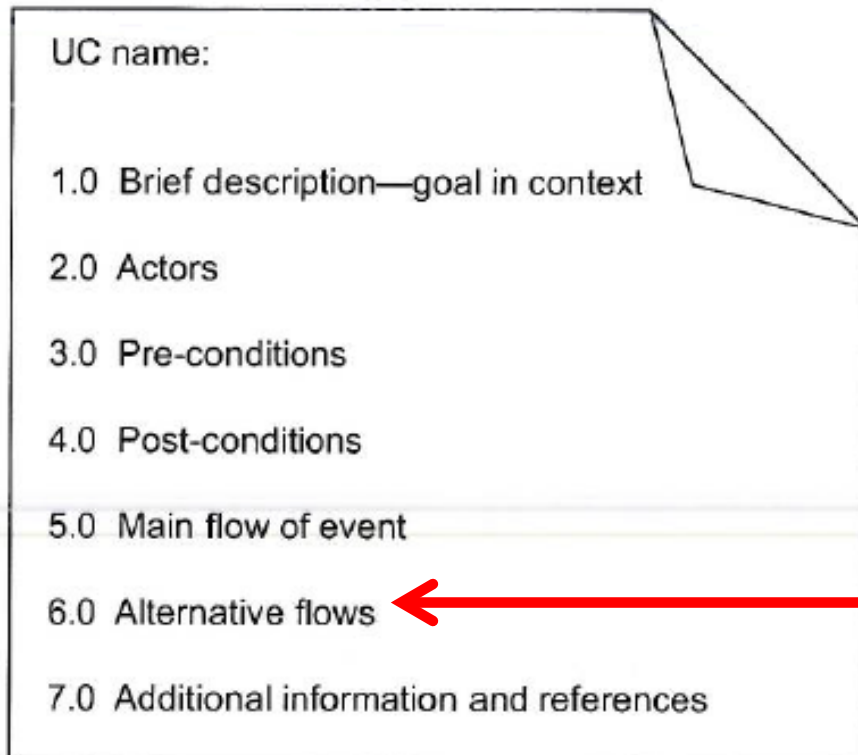 UC name:
1.0 Brief description—goal in context
2.0 Actors
3.0 Pre-conditions
4.0 Post-conditions
5.0 Main flow of event
6.0 Alternative flows
7.0 Additional information and references